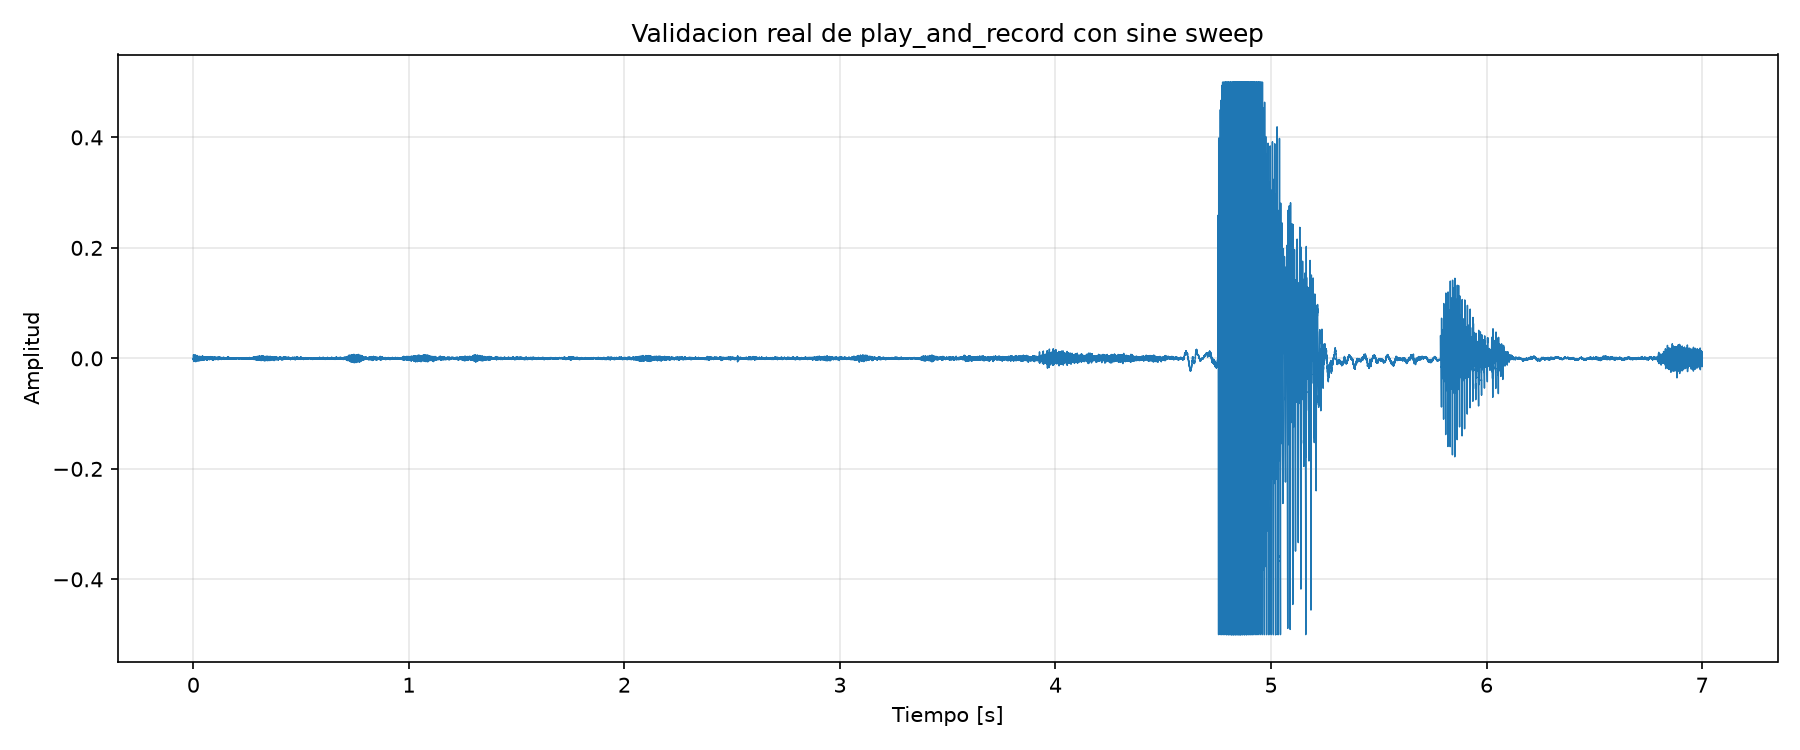 Validacion real de play_and_record con sine sweep
Amplitud
0.4
0.2
0.0
−0.2
−0.4
0 1 2 3 4 5 6 7
Tiempo [s]